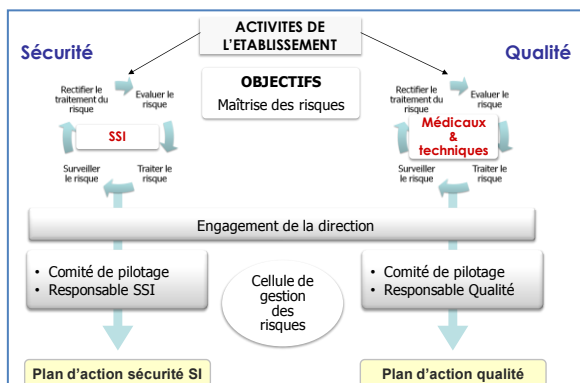 ACTIVITES DE
L'ETABLISSEMENT
Sécurité
Qualité
OBJECTIFS
Maîtrise des risques
Rectifier le
traitement du
risque
Evaluer le
risque
SSI
Surveiller
le risque
Traiter le
risque
Rectifier le
traitement du
risque
Evaluer le
risque
Médicaux
&
techniques
Surveiller
le risque
Traiter le
risque
Engagement de la direction
• Comité de pilotage
• Responsable SSI
Cellule de
gestion
des
risques
• Comité de pilotage
• Responsable Qualité
Plan d'action sécurité SI
Plan d'action qualité